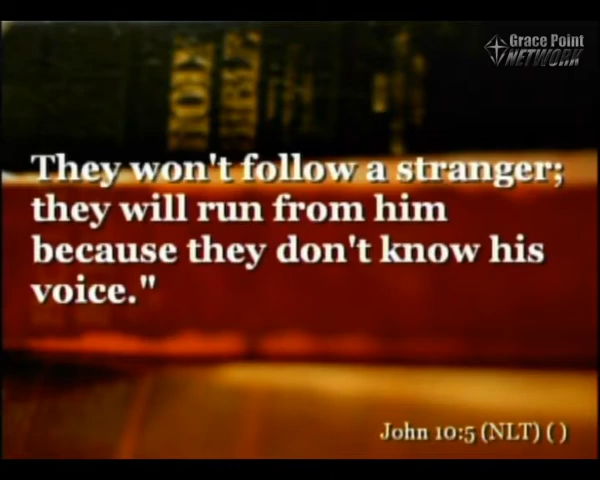 Grace Point
NETWORK
They won't follow a stranger;
they will run from him
because they don't know his
voice."
John 10:5 (NLT) ( )